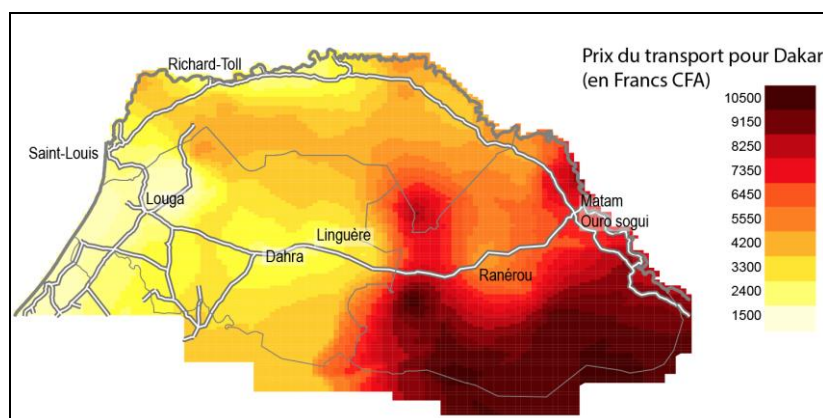 Prix du transport pour Dakar
(en Francs CFA)
10500
9150
8250
7350
6450
5550
4200
3300
2400
1500
Richard-Toll
Saint-Louis
Louga
Linguère
Dahra
Matam
Ouro sogui
Ranérou